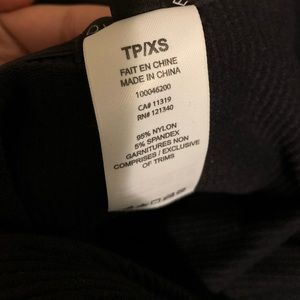 TP/XS
FAIT EN CHINE
MADE IN CHINA
100046200
CA# 11319
RN# 121340
95% NYLON
5% SPANDEX
GARNITURES NON
COMPRISES / EXCLUSIVE
OF TRIMS